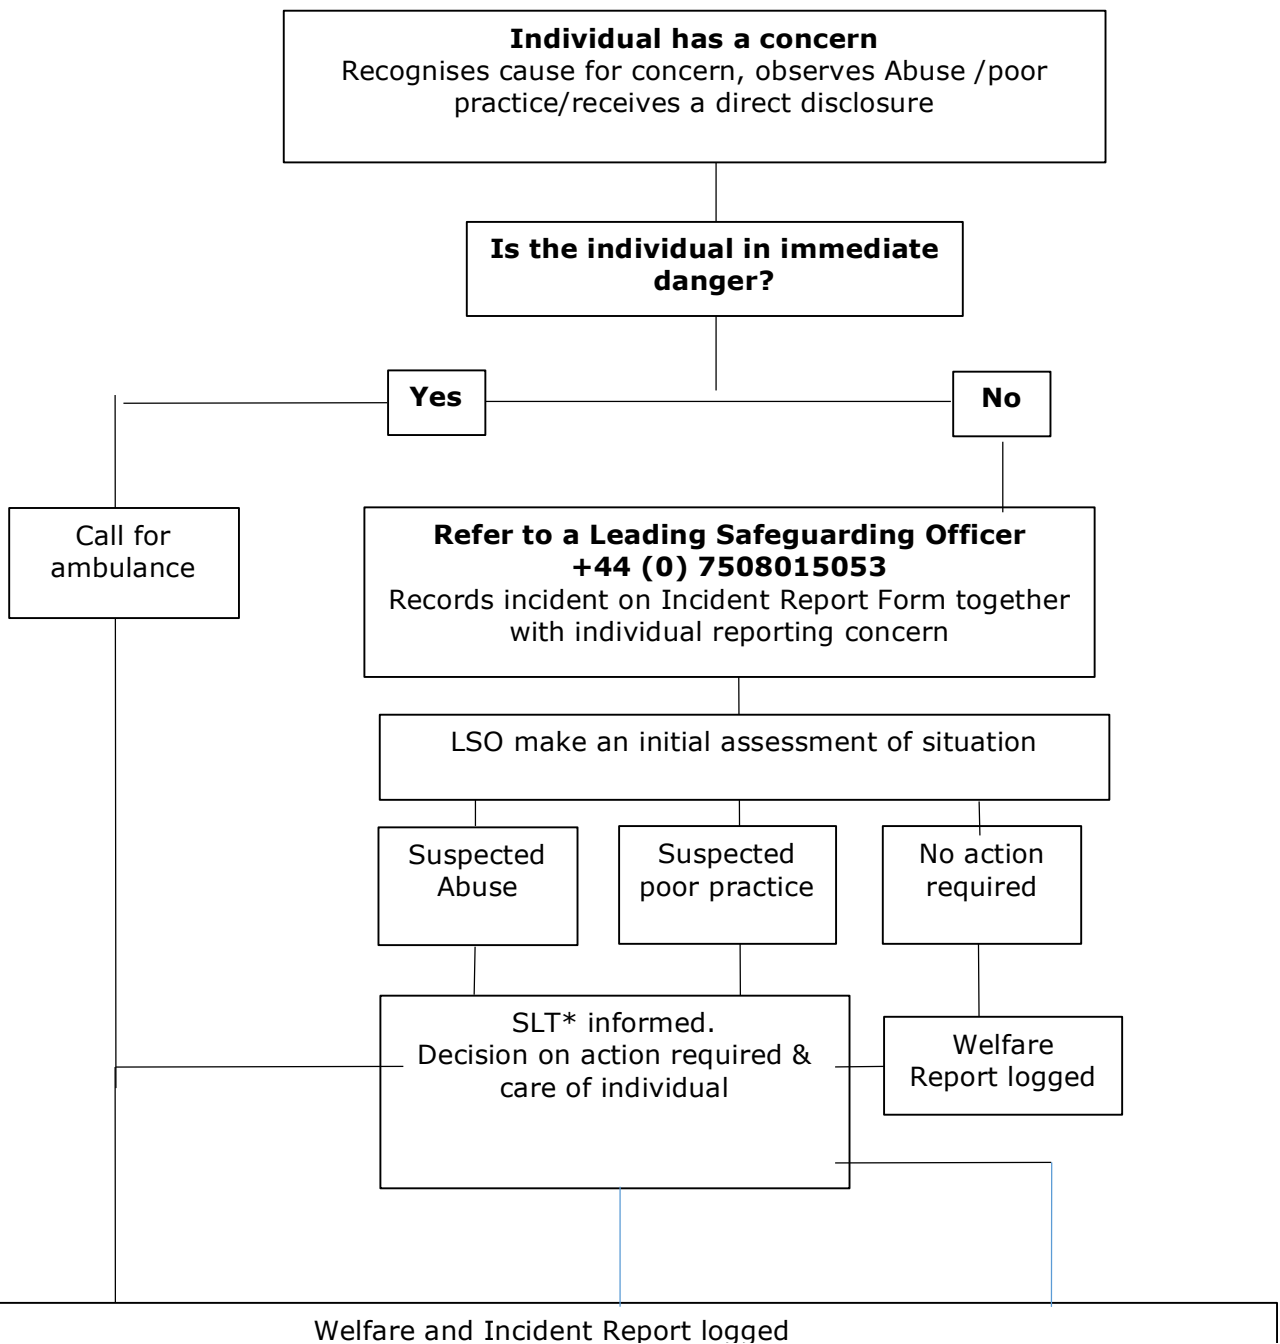 Individual has a concern
Recognises cause for concern, observes Abuse /poor
practice/receives a direct disclosure
Is the individual in immediate
danger?
Yes
No
Call for
ambulance
Refer to a Leading Safeguarding Officer
+44 (0) 7508015053
Records incident on Incident Report Form together
with individual reporting concern
LSO make an initial assessment of situation
Suspected
Abuse
Suspected
poor practice
No action
required
SLT* informed.
Decision on action required &
care of individual
Welfare
Report logged
Welfare and Incident Report logged